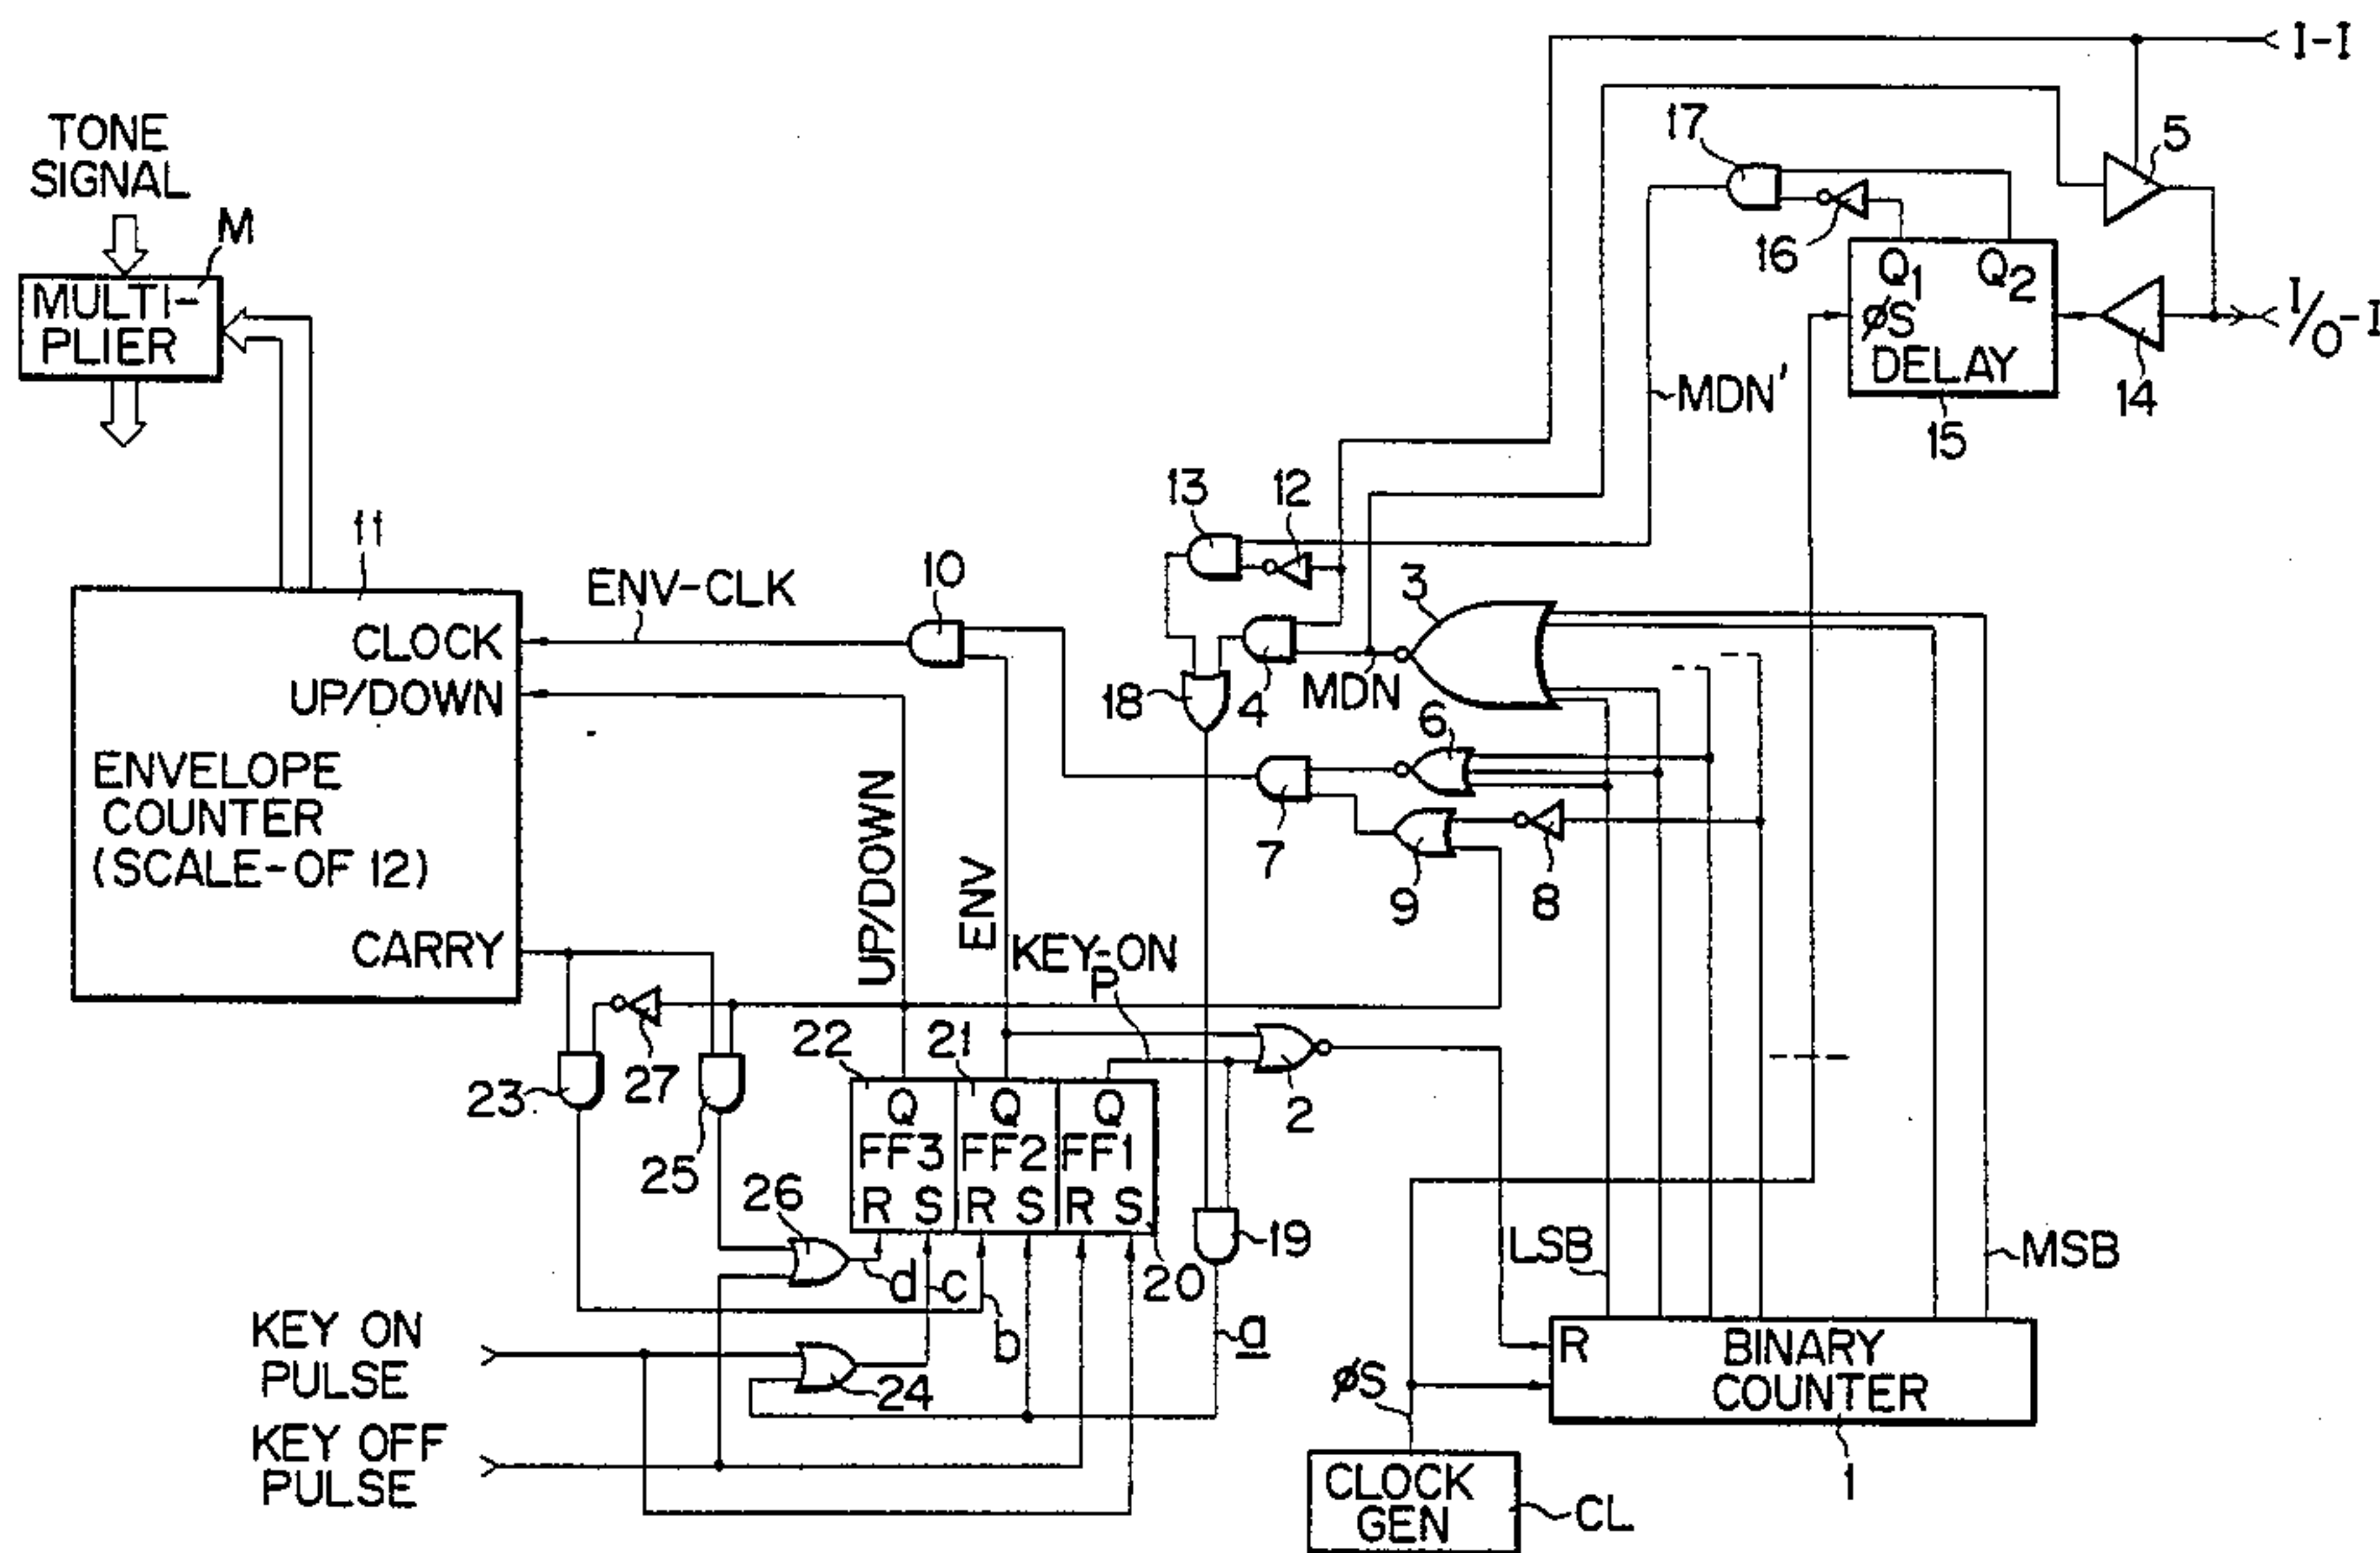 I-I
TONE
SIGNAL
17
5
M
16
Q1 Q2
I/O-I
MULTI-
PLIER
ϕS
DELAY
MDN'
14
15
13
12
11
ENV-CLK
10
3
CLOCK
UP/DOWN
18
4
MDN
6
ENVELOPE
COUNTER
(SCALE-OF 12)
UP/DOWN
ENV
7
9
8
CARRY
KEY-ON
P
22
21
23
27
2
Q Q Q
25
FF3 FF2 FF1
26
R S R S R S
19
LSB
MSB
d
c
20
KEY ON
PULSE
b
a
R
BINARY
COUNTER
24
ϕS
KEY OFF
PULSE
CLOCK
GEN
CL
1